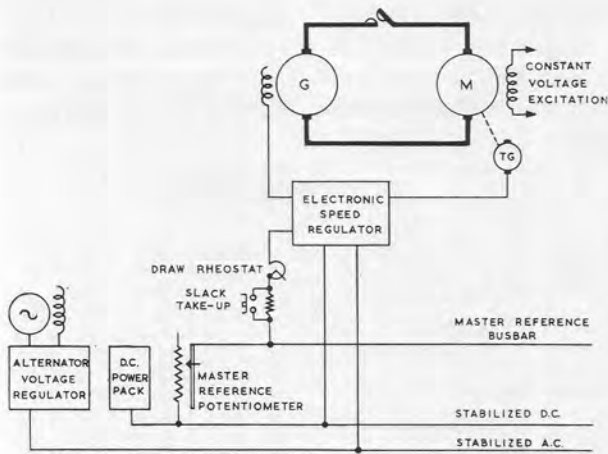 G
M
CONSTANT
VOLTAGE
EXCITATION
TG
ELECTRONIC
SPEED
REGULATOR
DRAW RHEOSTAT
SLACK
TAKE-UP
MASTER REFERENCE
BUSBAR
ALTERNATOR
VOLTAGE
REGULATOR
D.C.
POWER
PACK
MASTER
REFERENCE
POTENTIOMETER
STABILIZED D.C.
STABILIZED A.C.